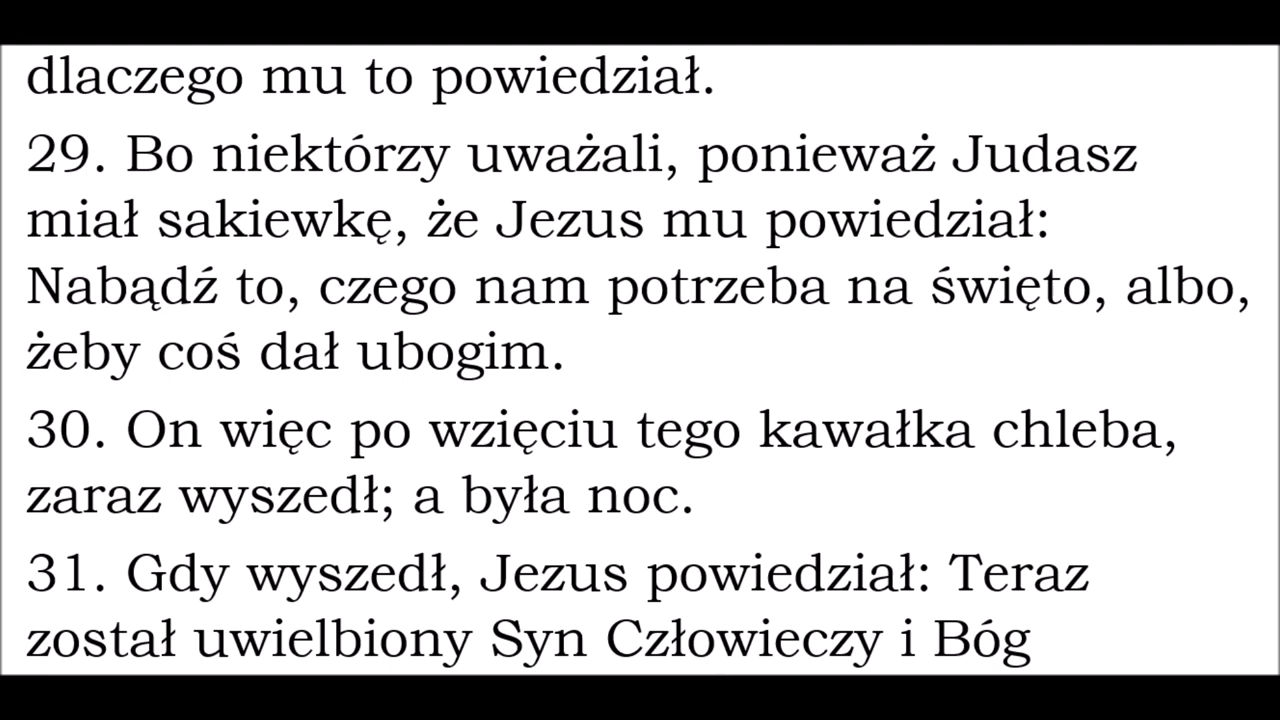 dlaczego mu to powiedział.
29. Bo niektórzy uważali, ponieważ Judasz
miał sakiewkę, że Jezus mu powiedział:
Nabądź to, czego nam potrzeba na święto, albo,
żeby coś dał ubogim.
30. On więc po wzięciu tego kawałka chleba,
zaraz wyszedł; a była noc.
31. Gdy wyszedł, Jezus powiedział: Teraz
został uwielbiony Syn Człowieczy i Bóg